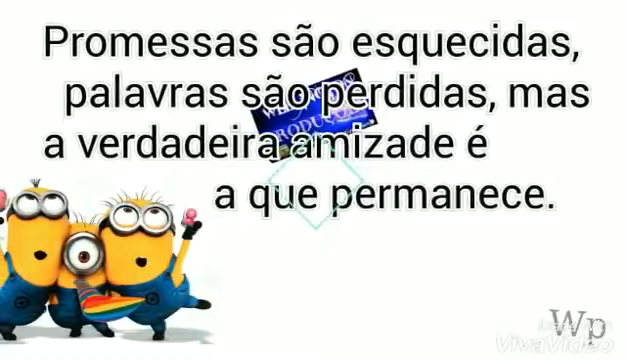 Promessas são esquecidas,
palavras são perdidas, mas
a verdadeira amizade é
a que permanece.
Wp
VivaVideo